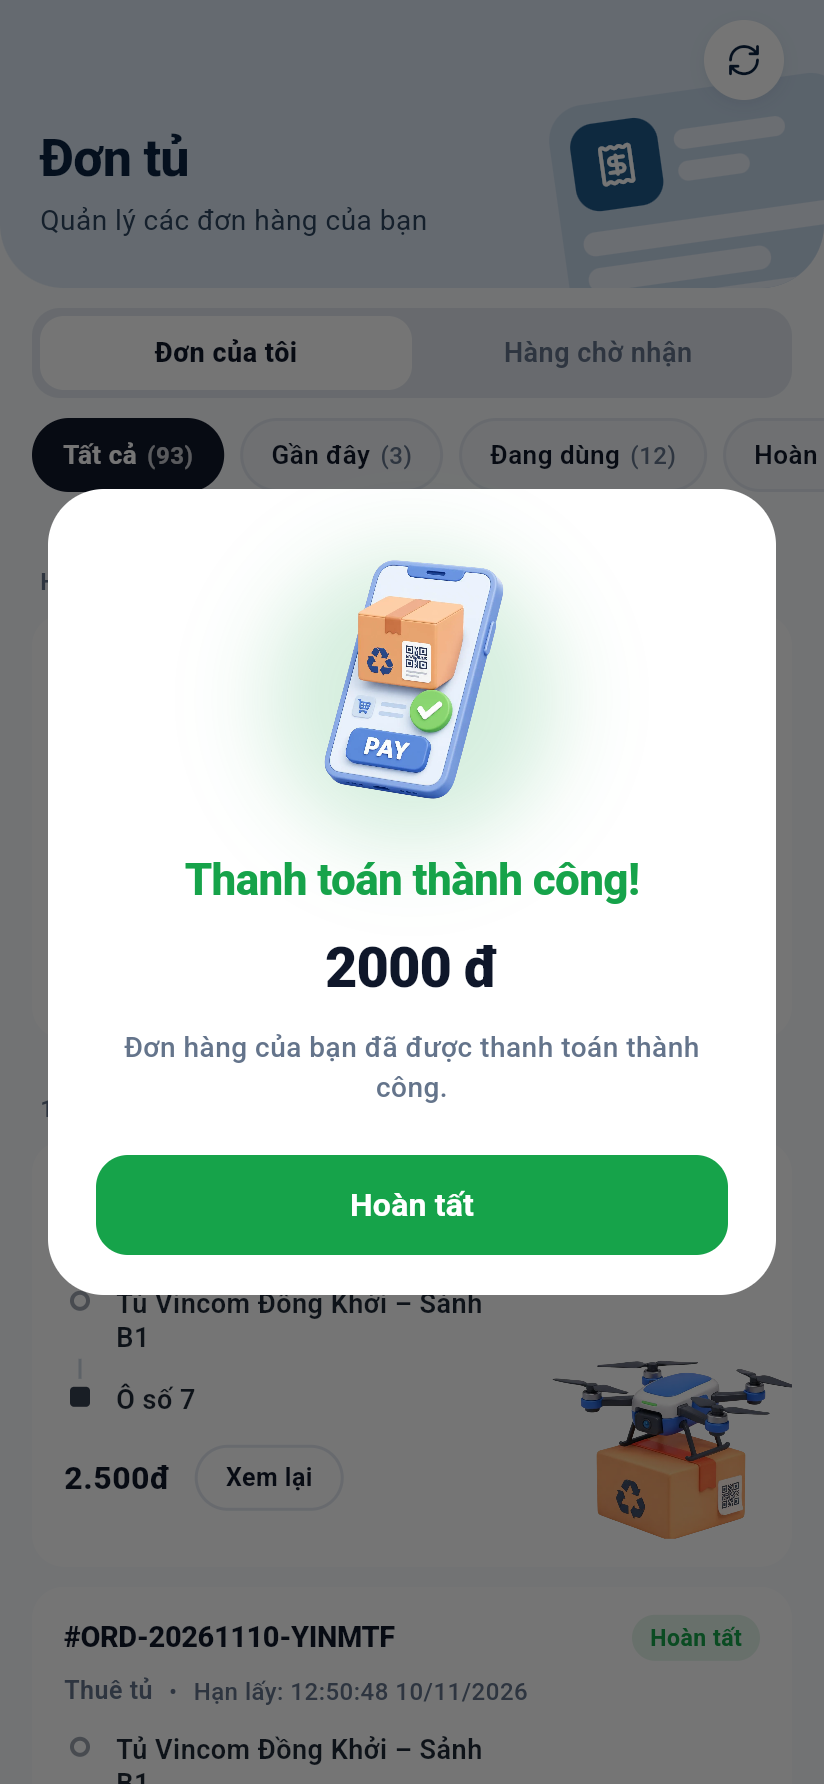 Đơn tủ
Quản lý các đơn hàng của bạn
Đơn của tôi
Hàng chờ nhận
Tất cả (93)
Gần đây (3)
Đang dùng (12)
Hoàn
PAY
Thanh toán thành công!
2000 đ
Đơn hàng của bạn đã được thanh toán thành
công.
Hoàn tất
Tủ Vincom Đồng Khởi – Sảnh
B1
Ô số 7
2.500đ
Xem lại
#ORD-20261110-YINMTF
Hoàn tất
Thuê tủ • Hạn lấy: 12:50:48 10/11/2026
Tủ Vincom Đồng Khởi – Sảnh
B1